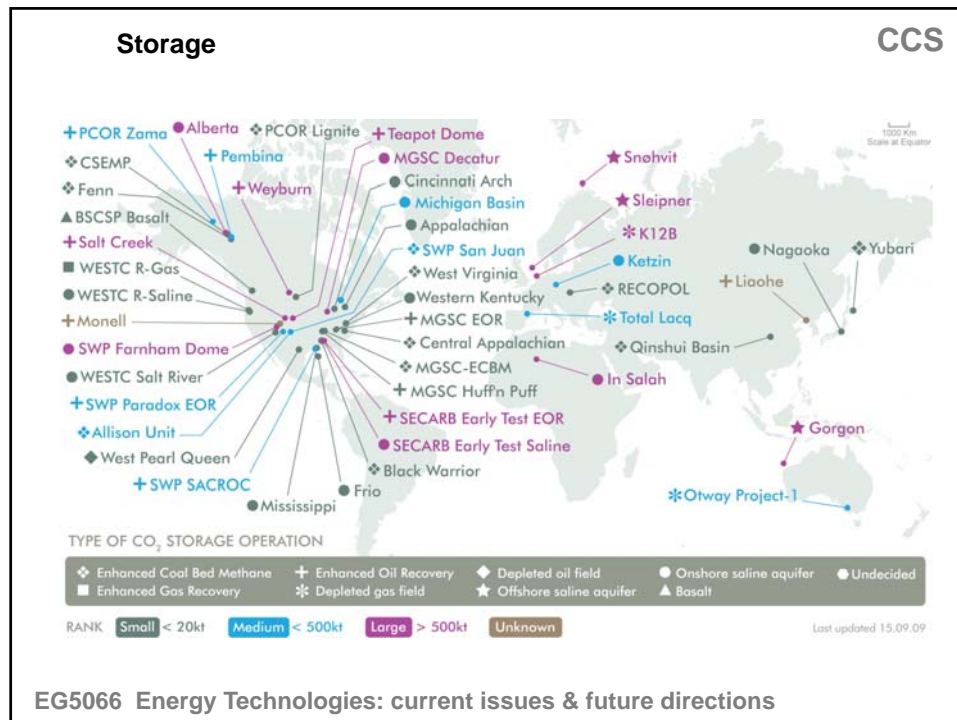 Storage
CCS
1000 Km
Scale at Equator
PCOR Zama
Alberta
PCOR Lignite
Teapot Dome
Snøhvit
CSEMP
Pembina
MGSC Decatur
Fenn
Weyburn
Cincinnati Arch
Sleipner
BSCSP Basalt
Michigan Basin
K12B
Salt Creek
Appalachian
Nagaoka
Yubari
WESTC R-Gas
SWP San Juan
Ketzin
WESTC R-Saline
West Virginia
RECOPOL
Liaohe
Monell
Western Kentucky
SWP Farnham Dome
MGSC EOR
Total Lacq
WESTC Salt River
Central Appalachian
Qinshui Basin
SWP Paradox EOR
MGSC-ECBM
In Salah
Allison Unit
MGSC Huff'n Puff
West Pearl Queen
SECARB Early Test EOR
Gorgon
SWP SACROC
SECARB Early Test Saline
Mississippi
Frio
Black Warrior
Otway Project-1
TYPE OF CO2 STORAGE OPERATION
Enhanced Coal Bed Methane
Enhanced Oil Recovery
Depleted oil field
Onshore saline aquifer
Undecided
Enhanced Gas Recovery
Depleted gas field
Offshore saline aquifer
Basalt
RANK Small < 20kt Medium < 500kt Large > 500kt Unknown
Last updated 15.09.09
EG5066 Energy Technologies: current issues & future directions